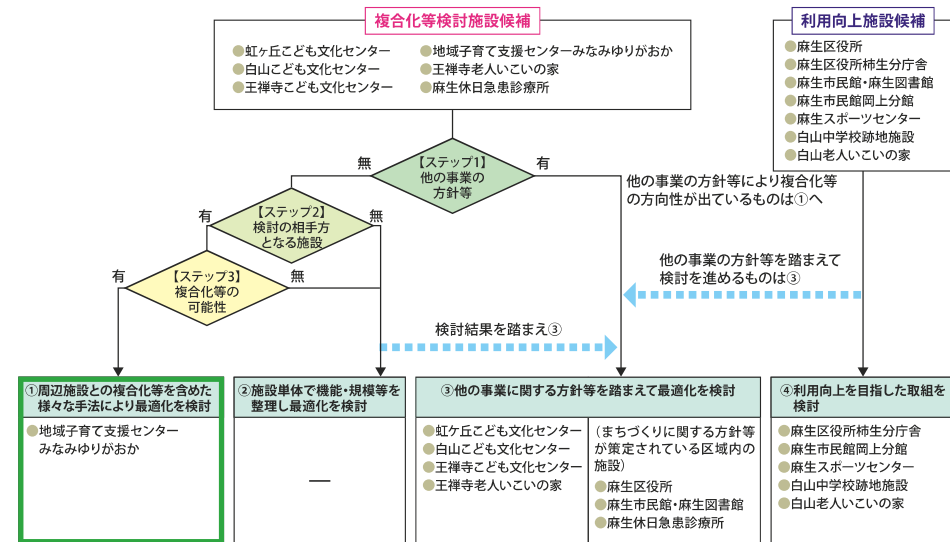 複合化等検討施設候補
●虹ヶ丘こども文化センター
●白山こども文化センター
●王禅寺こども文化センター
●地域子育て支援センターみなみゆりがおか
●王禅寺老人いこいの家
●麻生休日急患診療所
利用向上施設候補
●麻生区役所
●麻生区役所柿生分庁舎
●麻生市民館・麻生図書館
●麻生市民館岡上分館
●麻生スポーツセンター
●白山中学校跡地施設
●白山老人いこいの家
無
【ステップ1】
他の事業の
方針等
有
他の事業の方針等により複合化等
の方向性が出ているものは①へ
有
【ステップ2】
検討の相手方
となる施設
無
有
【ステップ3】
複合化等の
可能性
無
他の事業の方針等を踏まえて
検討を進めるものは③
検討結果を踏まえ③
①周辺施設との複合化等を含めた
様々な手法により最適化を検討
●地域子育て支援センター
みなみゆりがおか
②施設単体で機能・規模等を
整理し最適化を検討
―
③他の事業に関する方針等を踏まえて最適化を検討
●虹ケ丘こども文化センター
●白山こども文化センター
●王禅寺こども文化センター
●王禅寺老人いこいの家
（まちづくりに関する方針等
が策定されている区域内の
施設）
●麻生区役所
●麻生市民館・麻生図書館
●麻生休日急患診療所
④利用向上を目指した取組を
検討
●麻生区役所柿生分庁舎
●麻生市民館岡上分館
●麻生スポーツセンター
●白山中学校跡地施設
●白山老人いこいの家